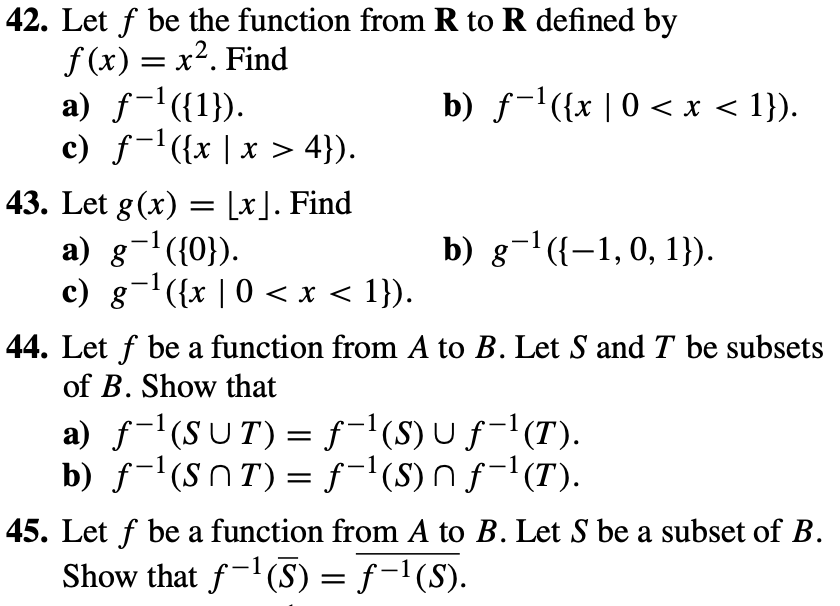 42. Let f be the function from R to R defined by
f(x) = x². Find
a) f⁻¹({1}). b) f⁻¹({x | 0 < x < 1}).
c) f⁻¹({x | x > 4}).
43. Let g(x) = ⌊x⌋. Find
a) g⁻¹({0}). b) g⁻¹({−1, 0, 1}).
c) g⁻¹({x | 0 < x < 1}).
44. Let f be a function from A to B. Let S and T be subsets
of B. Show that
a) f⁻¹(S ∪ T) = f⁻¹(S) ∪ f⁻¹(T).
b) f⁻¹(S ∩ T) = f⁻¹(S) ∩ f⁻¹(T).
45. Let f be a function from A to B. Let S be a subset of B.
Show that f⁻¹(S̅) = \overline{f⁻¹(S)}.